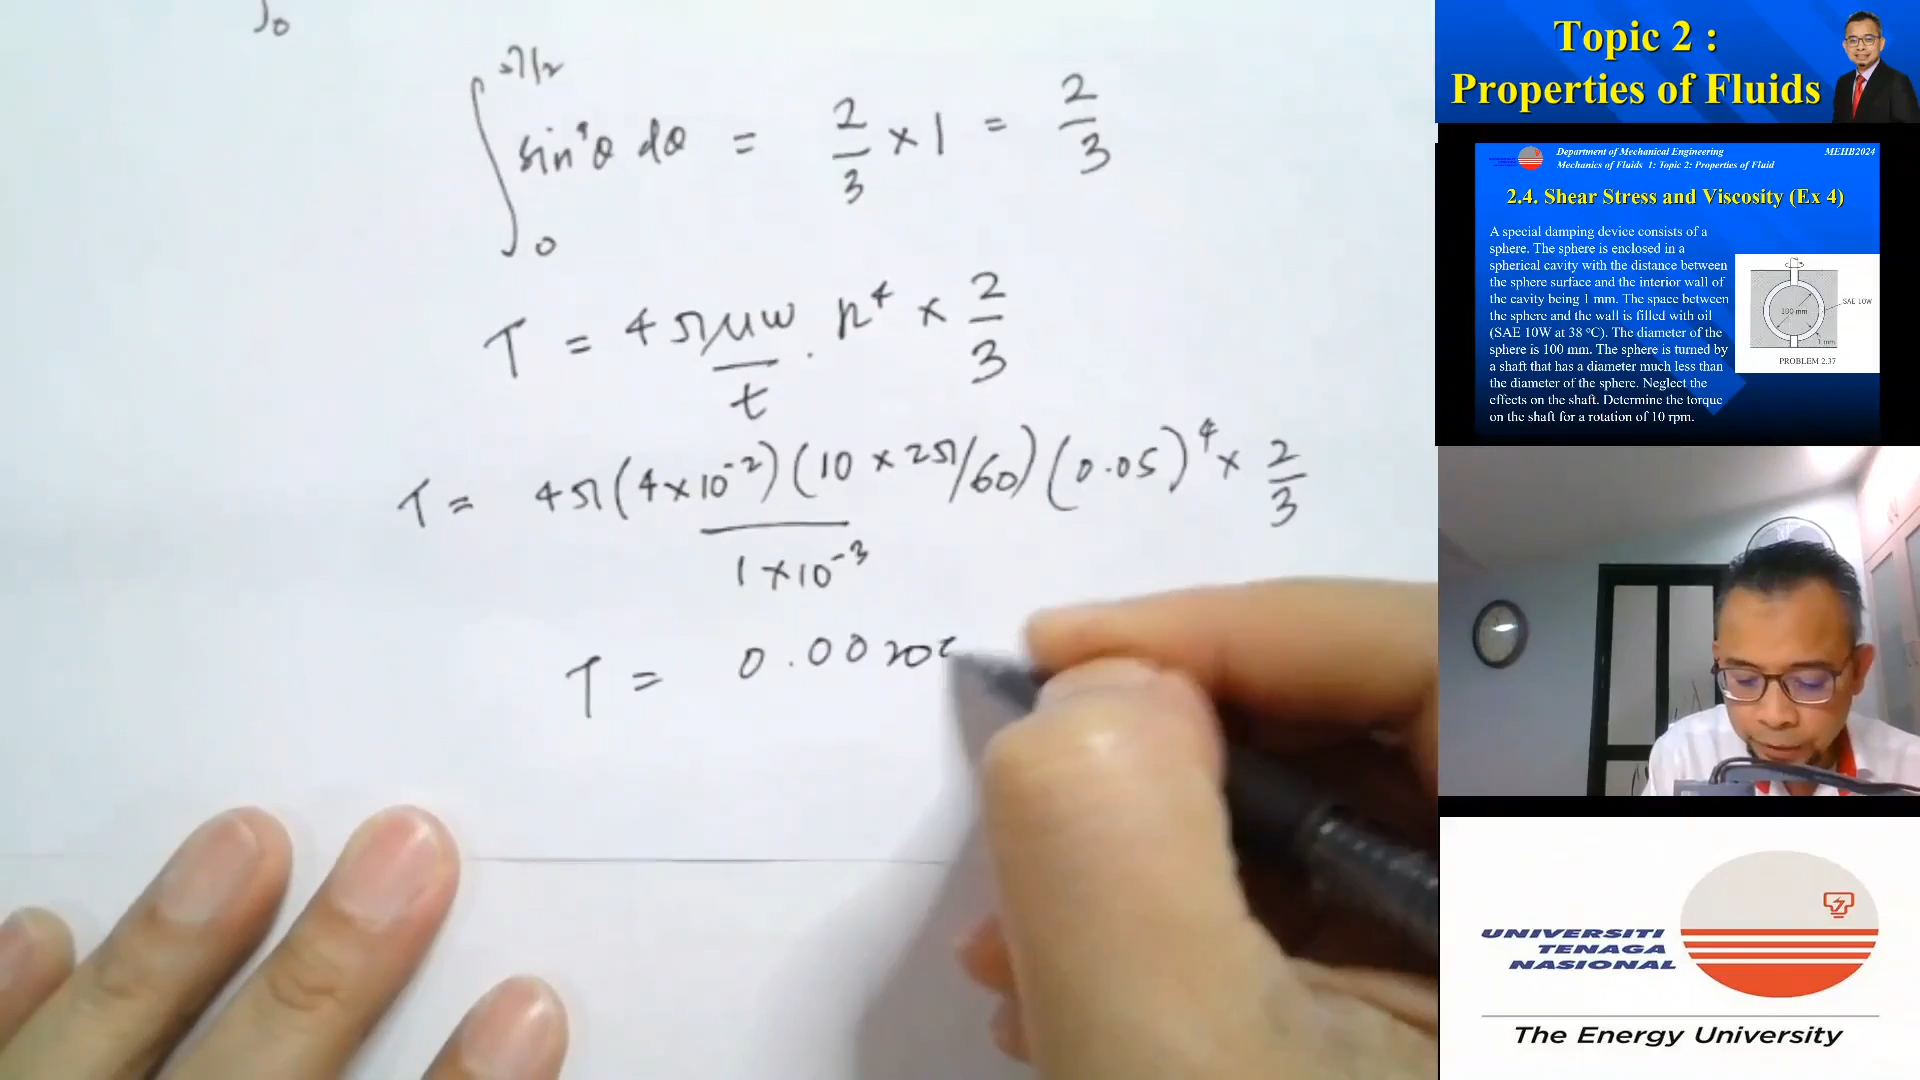 ∫₀
∫₀^(π/2) sin³θ dθ = 2/3 × 1 = 2/3
T = 4πμω/t . r⁴ × 2/3
T = 4π(4×10⁻²)(10 × 2π/60)(0.05)⁴ × 2/3
1×10⁻³
T = 0.0020
Topic 2 :
Properties of Fluids
Department of Mechanical Engineering MEHB2024
Mechanics of Fluids 1: Topic 2: Properties of Fluid
2.4. Shear Stress and Viscosity (Ex 4)
A special damping device consists of a
sphere. The sphere is enclosed in a
spherical cavity with the distance between
the sphere surface and the interior wall of
the cavity being 1 mm. The space between
the sphere and the wall is filled with oil
(SAE 10W at 38 °C). The diameter of the
sphere is 100 mm. The sphere is turned by
a shaft that has a diameter much less than
the diameter of the sphere. Neglect the
effects on the shaft. Determine the torque
on the shaft for a rotation of 10 rpm.
SAE 10W
100 mm
1 mm
PROBLEM 2.37
UNIVERSITI
TENAGA
NASIONAL
The Energy University